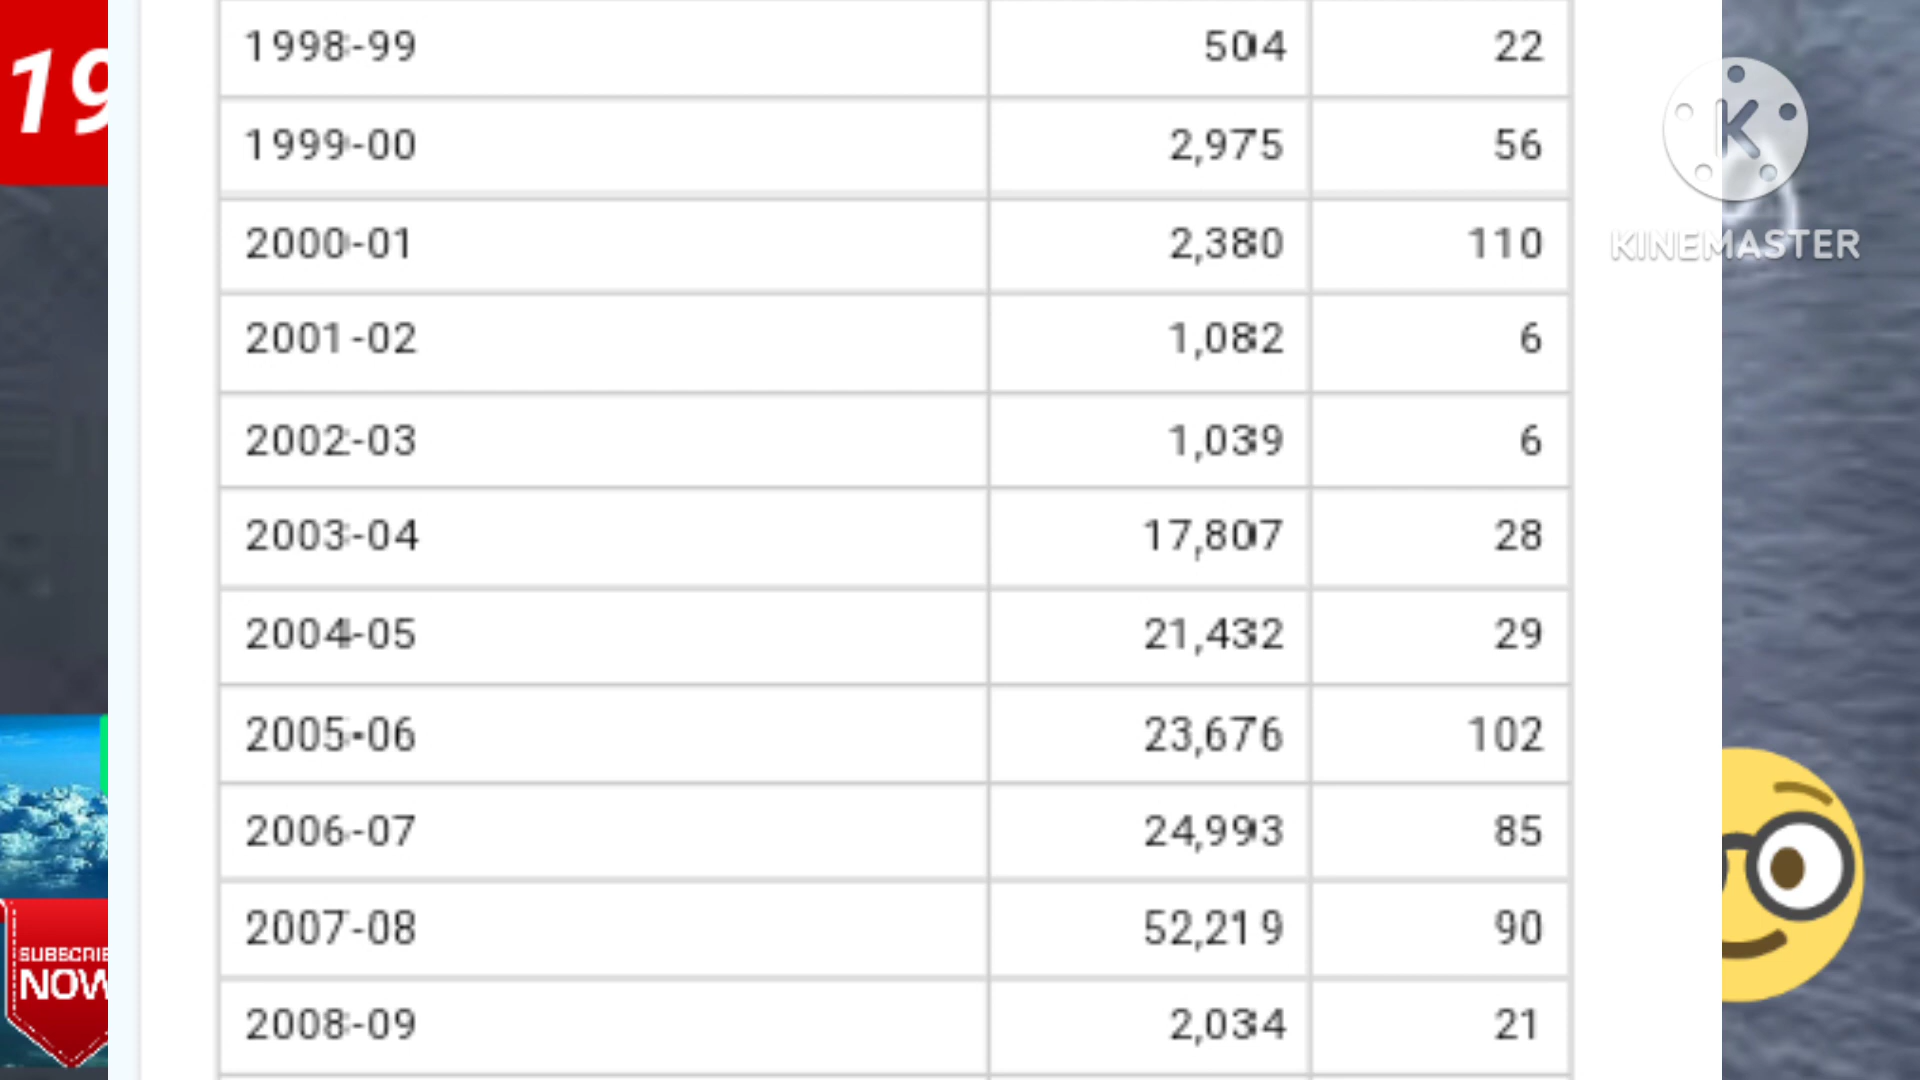 19
1998-99 504 22
1999-00 2,975 56
2000-01 2,380 110
2001-02 1,082 6
2002-03 1,039 6
2003-04 17,807 28
2004-05 21,432 29
2005-06 23,676 102
2006-07 24,993 85
2007-08 52,219 90
2008-09 2,034 21
K
KINEMASTER
SUBSCRIBE
NOW